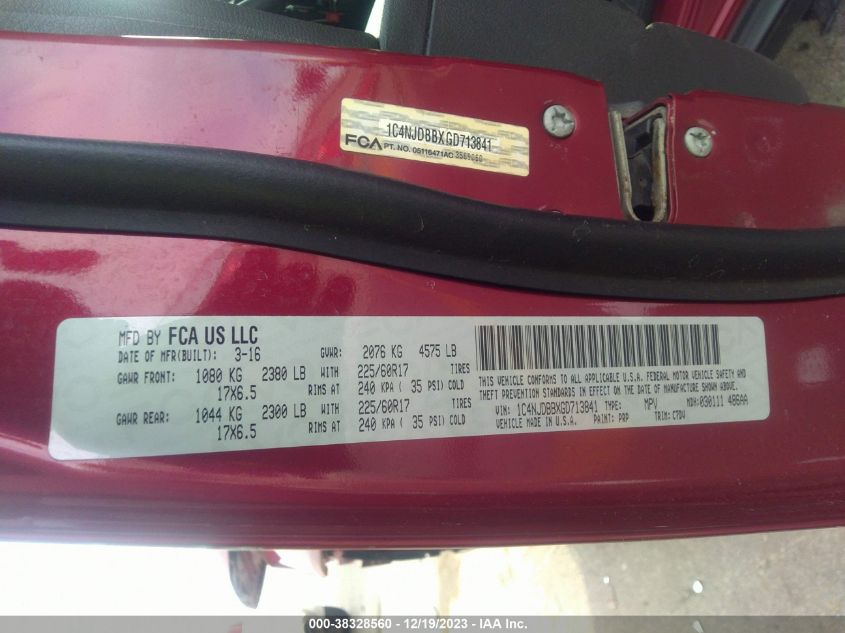 1C4NJDBBXGD713841
FCA PT. NO. 05116471AC 3565660
MFD BY FCA US LLC
DATE OF MFR(BUILT): 3-16 GVWR: 2076 KG 4575 LB
GAWR FRONT: 1080 KG 2380 LB WITH 225/60R17 TIRES
17X6.5 RIMS AT 240 KPA ( 35 PSI) COLD
GAWR REAR: 1044 KG 2300 LB WITH 225/60R17 TIRES
17X6.5 RIMS AT 240 KPA ( 35 PSI) COLD
THIS VEHICLE CONFORMS TO ALL APPLICABLE U.S.A. FEDERAL MOTOR VEHICLE SAFETY AND
THEFT PREVENTION STANDARDS IN EFFECT ON THE DATE OF MANUFACTURE SHOWN ABOVE.
VIN: 1C4NJDBBXGD713841 TYPE: MPV MDH: 030111 486AA
VEHICLE MADE IN U.S.A. PAINT: PRP TRIM: C7DV
000-38328560 - 12/19/2023 - IAA Inc.